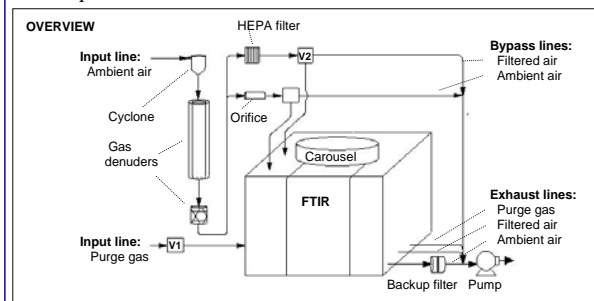 OVERVIEW
HEPA filter
Input line:
Ambient air
V2
Bypass lines:
Filtered air
Ambient air
Cyclone
Orifice
Gas
denuders
Carousel
FTIR
Exhaust lines:
Purge gas
Filtered air
Ambient air
Input line:
Purge gas
V1
Backup filter
Pump